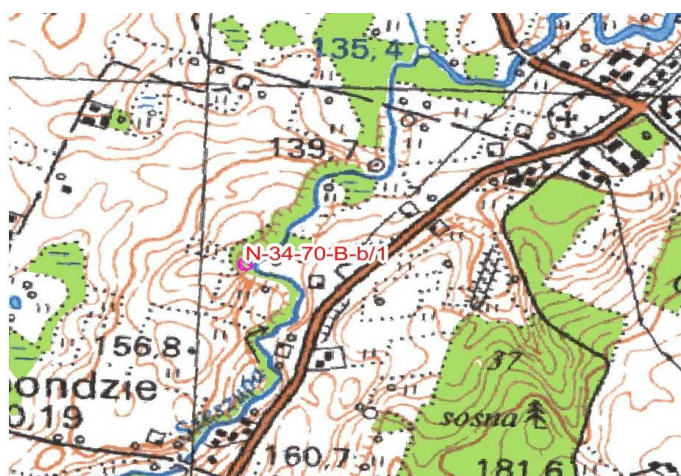 135,4
139,7
N-34-70-B-b/1
156.8
ondzie
0,19
37
sosna
160,7
181,6